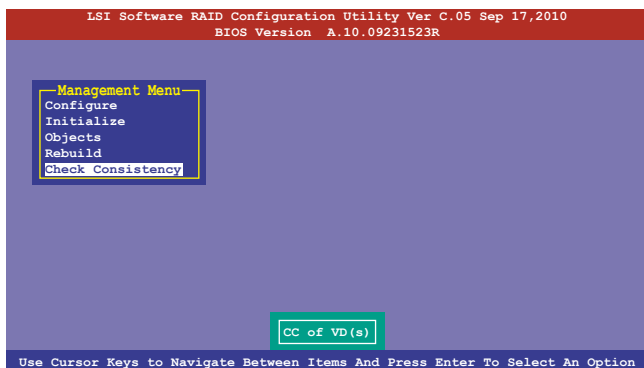 LSI Software RAID Configuration Utility Ver C.05 Sep 17,2010
BIOS Version A.10.09231523R
Management Menu
Configure
Initialize
Objects
Rebuild
Check Consistency
CC of VD(s)
Use Cursor Keys to Navigate Between Items And Press Enter To Select An Option